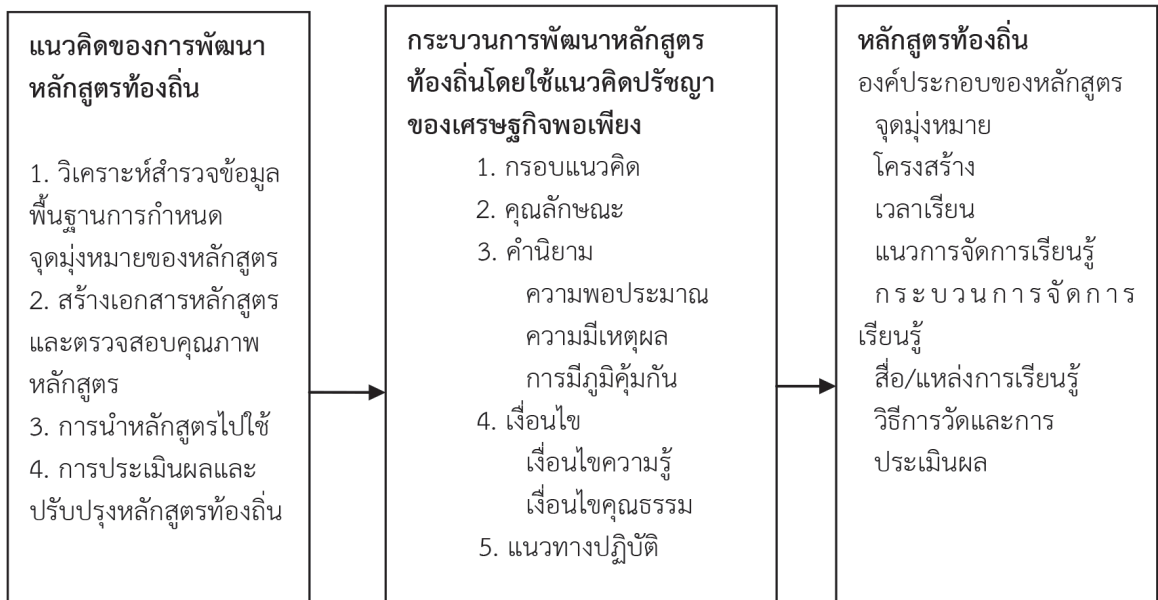 แนวคิดของการพัฒนา
หลักสูตรท้องถิ่น
1. วิเคราะห์สำรวจข้อมูล
พื้นฐานการกำหนด
จุดมุ่งหมายของหลักสูตร
2. สร้างเอกสารหลักสูตร
และตรวจสอบคุณภาพ
หลักสูตร
3. การนำหลักสูตรไปใช้
4. การประเมินผลและ
ปรับปรุงหลักสูตรท้องถิ่น
กระบวนการพัฒนาหลักสูตร
ท้องถิ่นโดยใช้แนวคิดปรัชญา
ของเศรษฐกิจพอเพียง
1. กรอบแนวคิด
2. คุณลักษณะ
3. คำนิยาม
ความพอประมาณ
ความมีเหตุผล
การมีภูมิคุ้มกัน
4. เงื่อนไข
เงื่อนไขความรู้
เงื่อนไขคุณธรรม
5. แนวทางปฏิบัติ
หลักสูตรท้องถิ่น
องค์ประกอบของหลักสูตร
จุดมุ่งหมาย
โครงสร้าง
เวลาเรียน
แนวการจัดการเรียนรู้
กระบวนการจัดการ
เรียนรู้
สื่อ/แหล่งการเรียนรู้
วิธีการวัดและการ
ประเมินผล